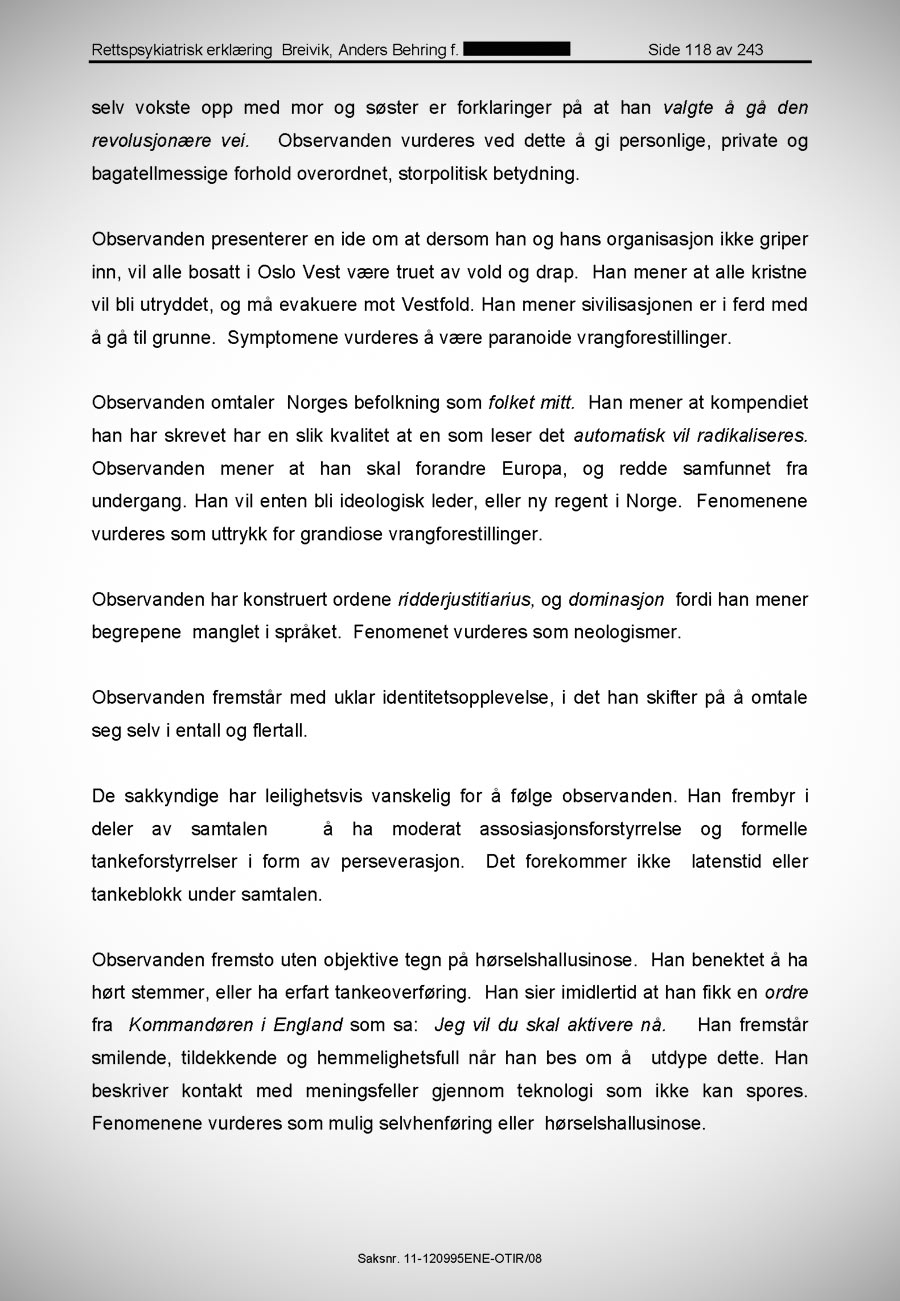 Rettspsykiatrisk erklæring Breivik, Anders Behring f. Side 118 av 243
selv vokste opp med mor og søster er forklaringer på at han valgte å gå den
revolusjonære vei. Observanden vurderes ved dette å gi personlige, private og
bagatellmessige forhold overordnet, storpolitisk betydning.
Observanden presenterer en ide om at dersom han og hans organisasjon ikke griper
inn, vil alle bosatt i Oslo Vest være truet av vold og drap. Han mener at alle kristne
vil bli utryddet, og må evakuere mot Vestfold. Han mener sivilisasjonen er i ferd med
å gå til grunne. Symptomene vurderes å være paranoide vrangforestillinger.
Observanden omtaler Norges befolkning som folket mitt. Han mener at kompendiet
han har skrevet har en slik kvalitet at en som leser det automatisk vil radikaliseres.
Observanden mener at han skal forandre Europa, og redde samfunnet fra
undergang. Han vil enten bli ideologisk leder, eller ny regent i Norge. Fenomenene
vurderes som uttrykk for grandiose vrangforestillinger.
Observanden har konstruert ordene ridderjustitiarius, og dominasjon fordi han mener
begrepene manglet i språket. Fenomenet vurderes som neologismer.
Observanden fremstår med uklar identitetsopplevelse, i det han skifter på å omtale
seg selv i entall og flertall.
De sakkyndige har leilighetsvis vanskelig for å følge observanden. Han frembyr i
deler av samtalen å ha moderat assosiasjonsforstyrrelse og formelle
tankeforstyrrelser i form av perseverasjon. Det forekommer ikke latenstid eller
tankeblokk under samtalen.
Observanden fremsto uten objektive tegn på hørselshallusinose. Han benektet å ha
hørt stemmer, eller ha erfart tankeoverføring. Han sier imidlertid at han fikk en ordre
fra Kommandøren i England som sa: Jeg vil du skal aktivere nå. Han fremstår
smilende, tildekkende og hemmelighetsfull når han bes om å utdype dette. Han
beskriver kontakt med meningsfeller gjennom teknologi som ikke kan spores.
Fenomenene vurderes som mulig selvhenføring eller hørselshallusinose.
Saksnr. 11-120995ENE-OTIR/08